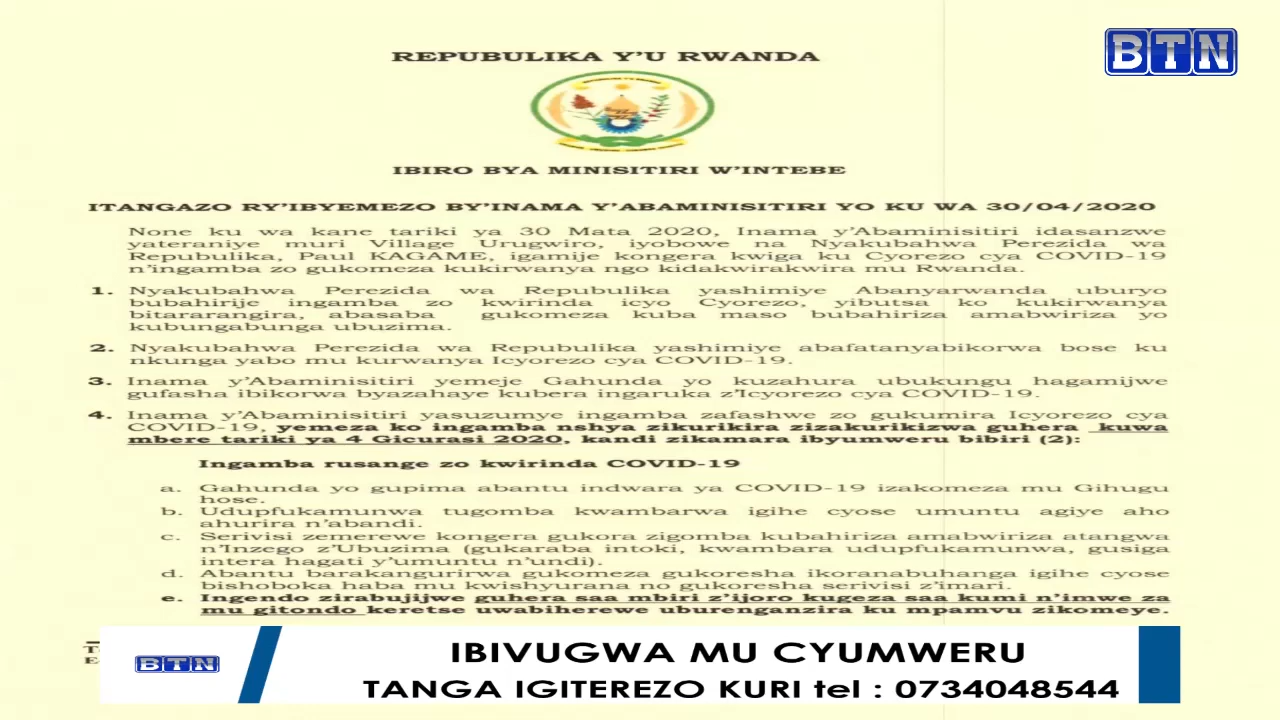 BTN
REPUBULIKA Y'U RWANDA
IBIRO BYA MINISITIRI W'INTEBE
ITANGAZO RY'IBYEMEZO BY'INAMA Y'ABAMINISITIRI YO KU WA 30/04/2020
None ku wa kane tariki ya 30 Mata 2020, Inama y'Abaminisitiri idasanzwe
yateraniye muri Village Urugwiro, iyobowe na Nyakubahwa Perezida wa
Repubulika, Paul KAGAME, igamije kongera kwiga ku Cyorezo cya COVID-19
n'ingamba zo gukomeza kukirwanya ngo kidakwirakwira mu Rwanda.
1. Nyakubahwa Perezida wa Repubulika yashimiye Abanyarwanda uburyo
bubahirije ingamba zo kwirinda icyo Cyorezo, yibutsa ko kukirwanya
bitararangira, abasaba gukomeza kuba maso bubahiriza amabwiriza yo
kubungabunga ubuzima.
2. Nyakubahwa Perezida wa Repubulika yashimiye abafatanyabikorwa bose ku
nkunga yabo mu kurwanya Icyorezo cya COVID-19.
3. Inama y'Abaminisitiri yemeje Gahunda yo kuzahura ubukungu hagamijwe
gufasha ibikorwa byazahaye kubera ingaruka z'Icyorezo cya COVID-19.
4. Inama y'Abaminisitiri yasuzumye ingamba zafashwe zo gukumira Icyorezo cya
COVID-19, yemeza ko ingamba nshya zikurikira zizakurikizwa guhera kuwa
mbere tariki ya 4 Gicurasi 2020, kandi zikamara ibyumweru bibiri (2):
Ingamba rusange zo kwirinda COVID-19
a. Gahunda yo gupima abantu indwara ya COVID-19 izakomeza mu Gihugu
hose.
b. Udupfukamunwa tugomba kwambarwa igihe cyose umuntu agiye aho
ahurira n'abandi.
c. Serivisi zemerewe kongera gukora zigomba kubahiriza amabwiriza atangwa
n'Inzego z'Ubuzima (gukaraba intoki, kwambara udupfukamunwa, gusiga
intera hagati y'umuntu n'undi).
d. Abantu barakangurirwa gukomeza gukoresha ikoranabuhanga igihe cyose
bishoboka haba mu kwishyurana no gukoresha serivisi z'imari.
e. Ingendo zirabujijwe guhera saa mbiri z'ijoro kugeza saa kumi n'imwe za
mu gitondo keretse uwabiherewe uburenganzira ku mpamvu zikomeye.
BTN
IBIVUGWA MU CYUMWERU
TANGA IGITEREZO KURI tel : 0734048544